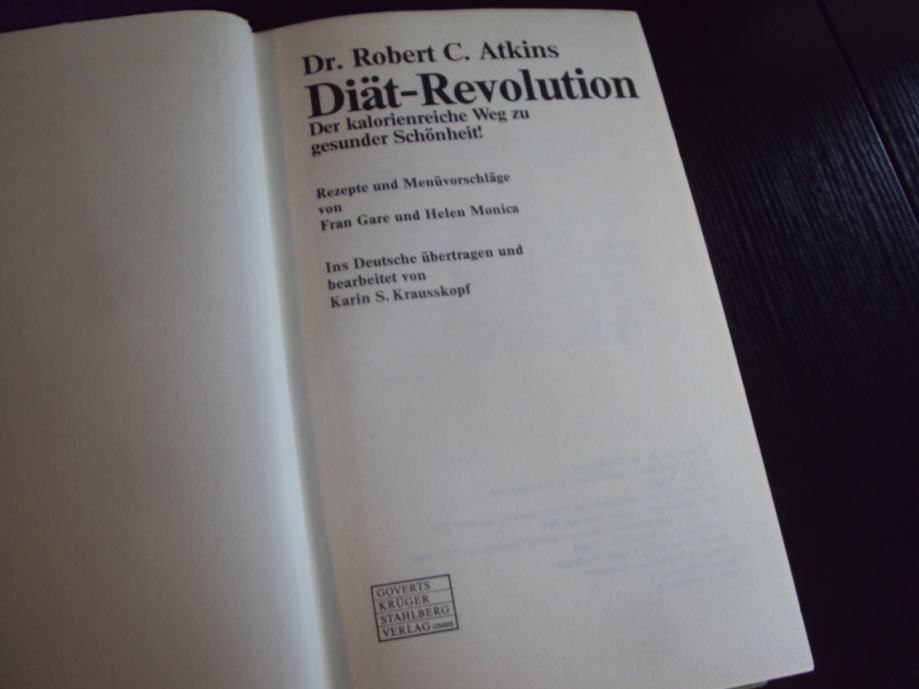 Dr. Robert C. Atkins
Diät-Revolution
Der kalorienreiche Weg zu
gesunder Schönheit!
Rezepte und Menüvorschläge
von
Fran Gare und Helen Monica
Ins Deutsche übertragen und
bearbeitet von
Karin S. Krausskopf
GOVERTS
KRÜGER
STAHLBERG
VERLAG GMBH